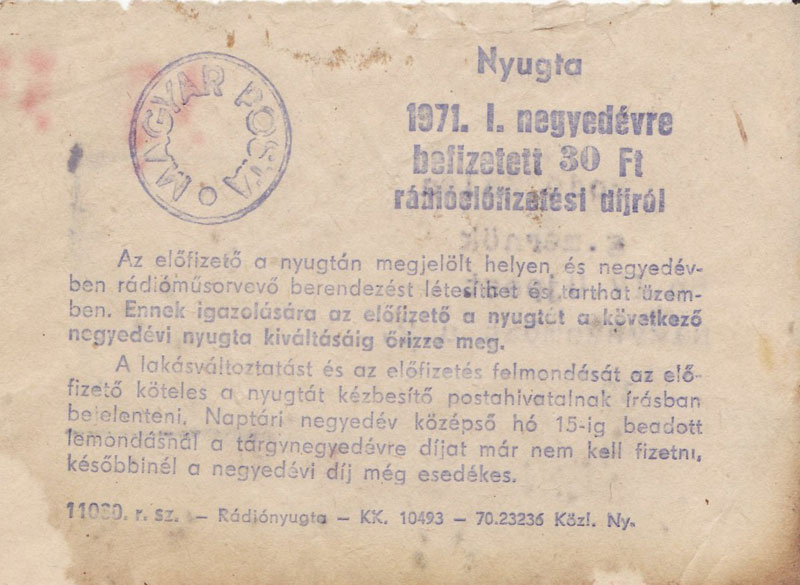 MAGYAR POSTA
Nyugta
1971. I. negyedévre
befizetett 30 Ft
rádióelőfizetési díjról
Az előfizető a nyugtán megjelölt helyen, és negyedév-
ben rádióműsorvevő berendezést létesíthet és tarthat üzem-
ben. Ennek igazolására az előfizető a nyugtát a következő
negyedévi nyugta kiváltásáig őrizze meg.
A lakásváltoztatást és az előfizetés felmondását az elő-
fizető köteles a nyugtát kézbesítő postahivatalnak írásban
bejelenteni. Naptári negyedév középső hó 15-ig beadott
lemondásnál a tárgynegyedévre díjat már nem kell fizetni,
későbbinél a negyedévi díj még esedékes.
11030. r. sz. – Rádiónyugta – KK. 10493 – 70.23236 Közl. Ny.